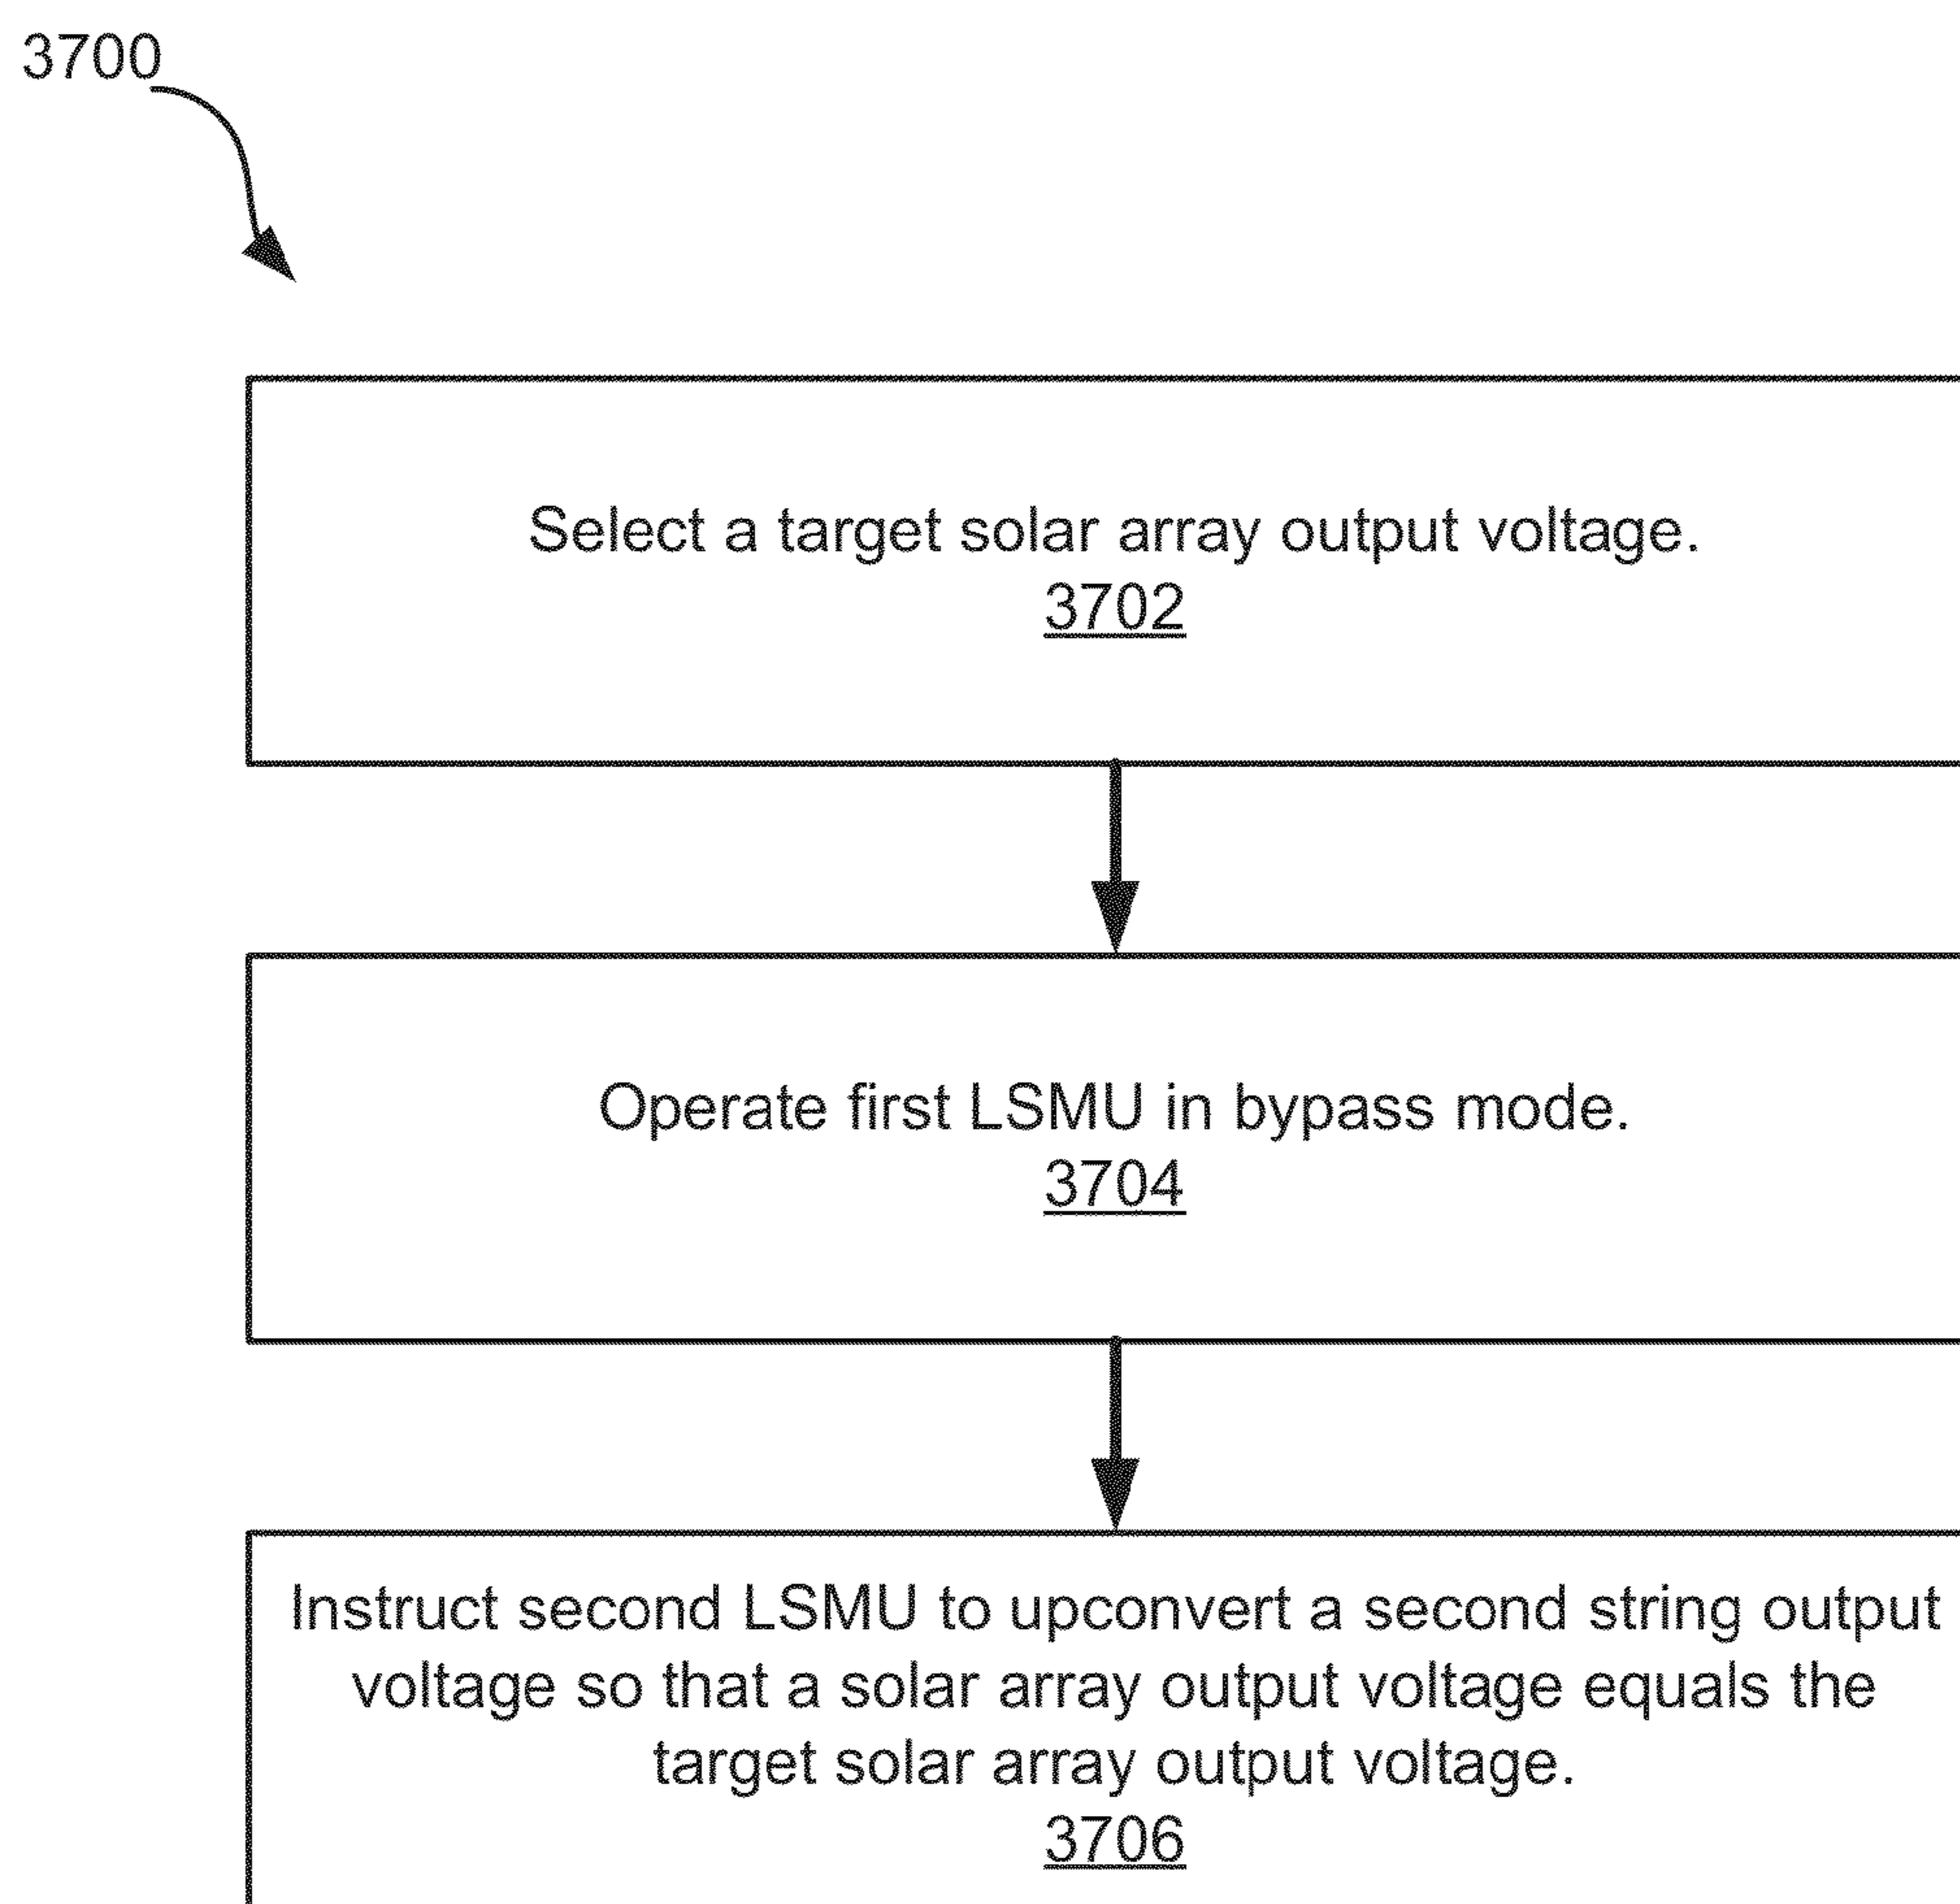 3700
Select a target solar array output voltage.
3702
Operate first LSMU in bypass mode.
3704
Instruct second LSMU to upconvert a second string output
voltage so that a solar array output voltage equals the
target solar array output voltage.
3706